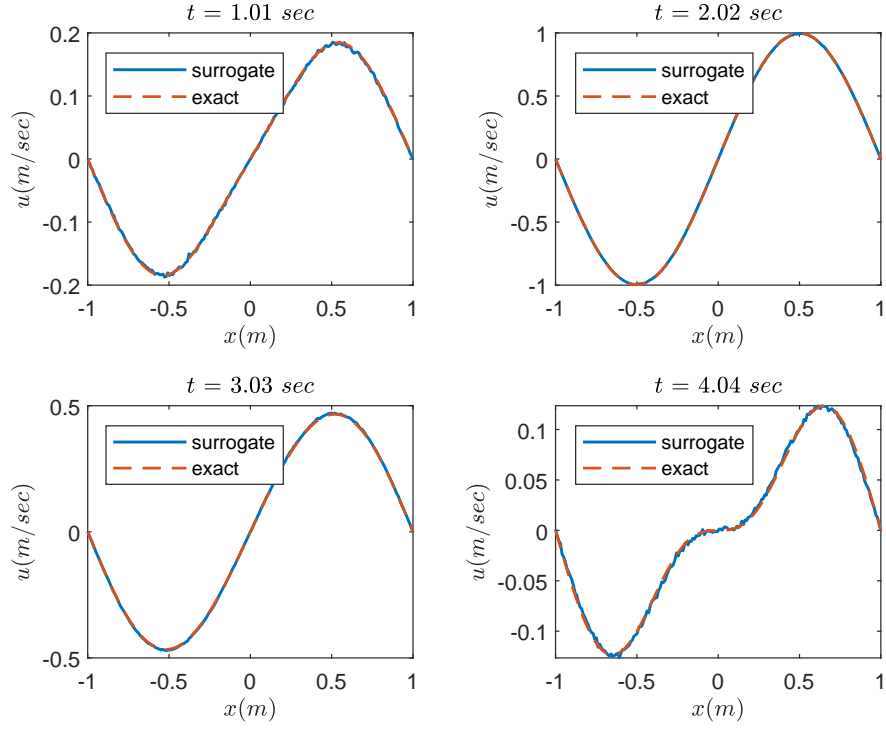 t = 1.01 sec
0.2
0.1
0
-0.1
-0.2
u(m/sec)
surrogate
exact
-1 -0.5 0 0.5 1
x(m)
t = 2.02 sec
1
0.5
0
-0.5
-1
u(m/sec)
surrogate
exact
-1 -0.5 0 0.5 1
x(m)
t = 3.03 sec
0.5
0
-0.5
u(m/sec)
surrogate
exact
-1 -0.5 0 0.5 1
x(m)
t = 4.04 sec
0.1
0.05
0
-0.05
-0.1
u(m/sec)
surrogate
exact
-1 -0.5 0 0.5 1
x(m)